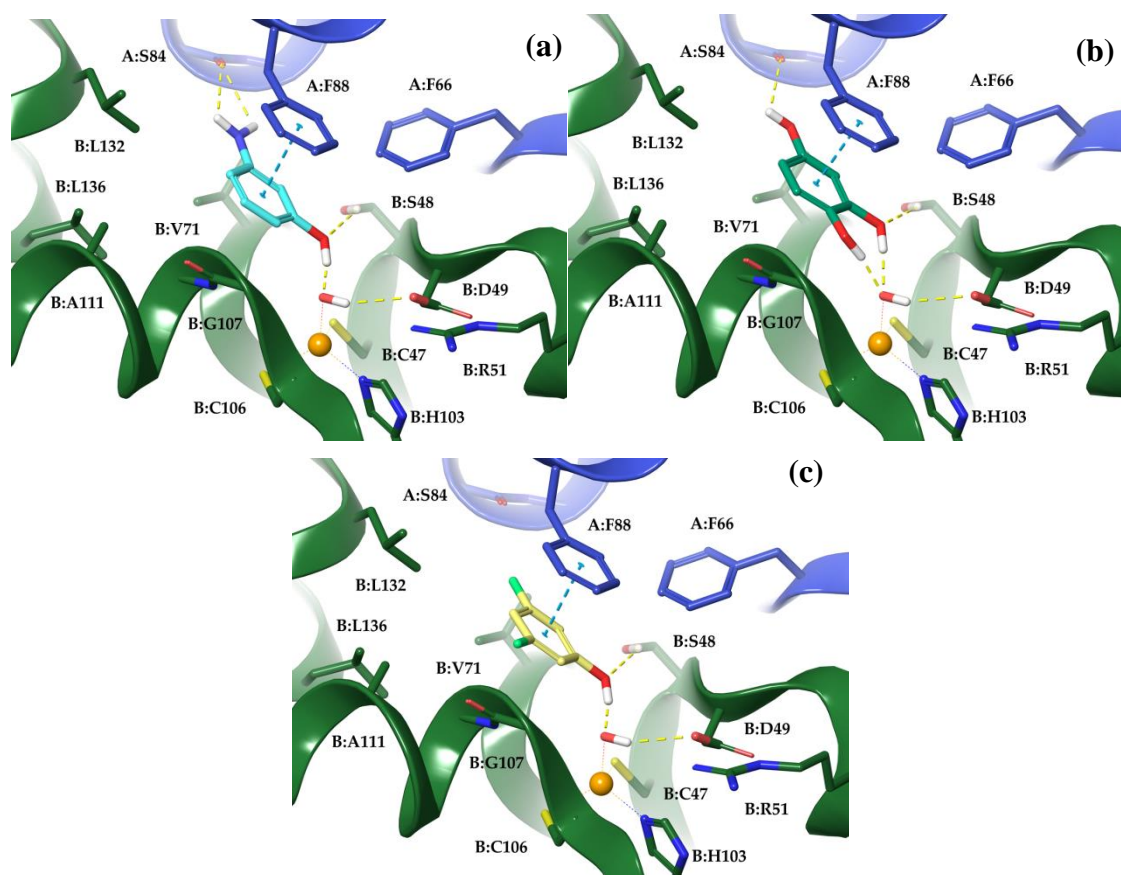 (a)
A:S84
A:F88
A:F66
B:L132
B:L136
B:V71
B:S48
B:A111
B:G107
B:D49
B:C47
B:R51
B:C106
B:H103
(b)
A:S84
A:F88
A:F66
B:L132
B:L136
B:V71
B:S48
B:A111
B:G107
B:D49
B:C47
B:R51
B:C106
B:H103
(c)
A:S84
A:F88
A:F66
B:L132
B:L136
B:V71
B:S48
B:A111
B:G107
B:D49
B:C47
B:R51
B:C106
B:H103